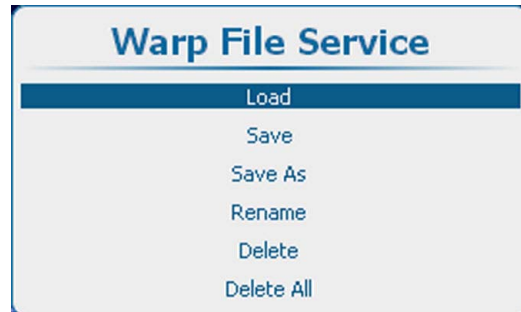 Warp File Service
Load
Save
Save As
Rename
Delete
Delete All